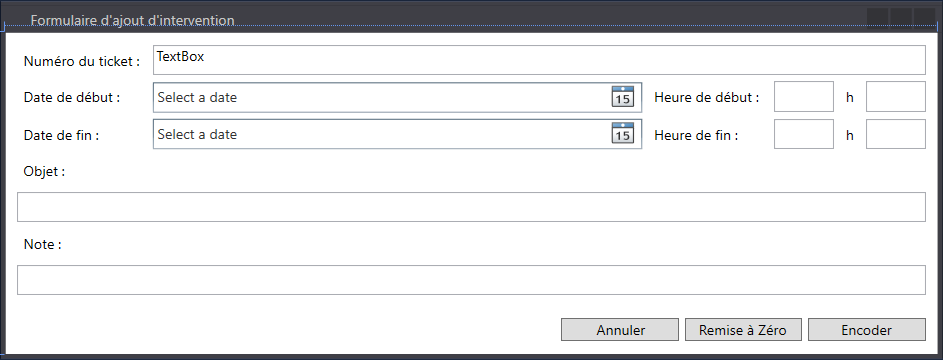 Formulaire d'ajout d'intervention
Numéro du ticket : TextBox
Date de début : Select a date 15 Heure de début : h
Date de fin : Select a date 15 Heure de fin : h
Objet :
Note :
Annuler Remise à Zéro Encoder